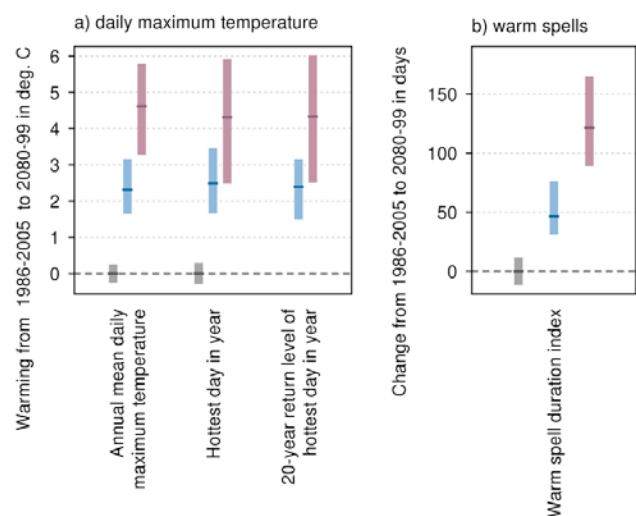 a) daily maximum temperature
Warming from 1986-2005 to 2080-99 in deg. C
6
5
4
3
2
1
0
Annual mean daily
maximum temperature
Hottest day in year
20-year return level of
hottest day in year
b) warm spells
Change from 1986-2005 to 2080-99 in days
150
100
50
0
Warm spell duration index